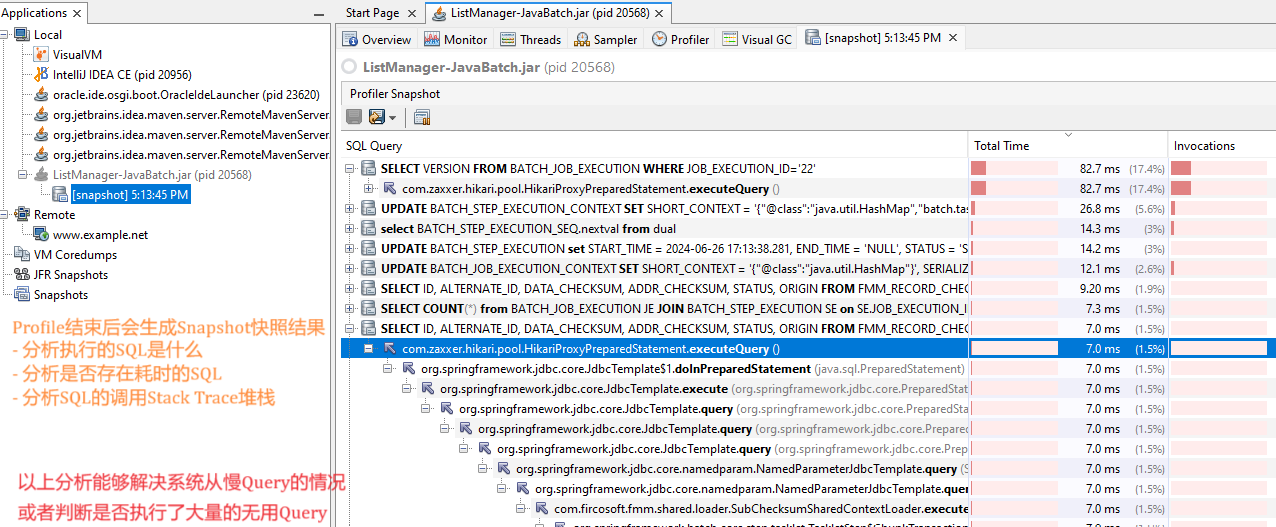 Applications
Local
VisualVM
IntelliJ IDEA CE (pid 20956)
oracle.ide.osgi.boot.OracleIdeLauncher (pid 23620)
org.jetbrains.idea.maven.server.RemoteMavenServer
org.jetbrains.idea.maven.server.RemoteMavenServer
org.jetbrains.idea.maven.server.RemoteMavenServer
ListManager-JavaBatch.jar (pid 20568)
[snapshot] 5:13:45 PM
Remote
www.example.net
VM Coredumps
JFR Snapshots
Snapshots
Profile结束后会生成Snapshot快照结果
- 分析执行的SQL是什么
- 分析是否存在耗时的SQL
- 分析SQL的调用Stack Trace堆栈
以上分析能够解决系统从慢Query的情况
或者判断是否执行了大量的无用Query
Start Page ListManager-JavaBatch.jar (pid 20568)
Overview Monitor Threads Sampler Profiler Visual GC [snapshot] 5:13:45 PM
ListManager-JavaBatch.jar (pid 20568)
Profiler Snapshot
SQL Query Total Time Invocations
SELECT VERSION FROM BATCH_JOB_EXECUTION WHERE JOB_EXECUTION_ID='22' 82.7 ms (17.4%)
com.zaxxer.hikari.pool.HikariProxyPreparedStatement.executeQuery () 82.7 ms (17.4%)
UPDATE BATCH_STEP_EXECUTION_CONTEXT SET SHORT_CONTEXT = '{"@class":"java.util.HashMap","batch.ta 26.8 ms (5.6%)
select BATCH_STEP_EXECUTION_SEQ.nextval from dual 14.3 ms (3%)
UPDATE BATCH_STEP_EXECUTION set START_TIME = 2024-06-26 17:13:38.281, END_TIME = 'NULL', STATUS = 'S 14.2 ms (3%)
UPDATE BATCH_JOB_EXECUTION_CONTEXT SET SHORT_CONTEXT = '{"@class":"java.util.HashMap"}', SERIALIZ 12.1 ms (2.6%)
SELECT ID, ALTERNATE_ID, DATA_CHECKSUM, ADDR_CHECKSUM, STATUS, ORIGIN FROM FMM_RECORD_CHEC 9.20 ms (1.9%)
SELECT COUNT(*) from BATCH_JOB_EXECUTION JE JOIN BATCH_STEP_EXECUTION SE on SE.JOB_EXECUTION_I 7.3 ms (1.5%)
SELECT ID, ALTERNATE_ID, DATA_CHECKSUM, ADDR_CHECKSUM, STATUS, ORIGIN FROM FMM_RECORD_CHEC 7.0 ms (1.5%)
com.zaxxer.hikari.pool.HikariProxyPreparedStatement.executeQuery () 7.0 ms (1.5%)
org.springframework.jdbc.core.JdbcTemplate$1.doInPreparedStatement (java.sql.PreparedStatement) 7.0 ms (1.5%)
org.springframework.jdbc.core.JdbcTemplate.execute (org.springframework.jdbc.core.PreparedStat 7.0 ms (1.5%)
org.springframework.jdbc.core.JdbcTemplate.query (org.springframework.jdbc.core.Prepared 7.0 ms (1.5%)
org.springframework.jdbc.core.JdbcTemplate.query (org.springframework.jdbc.core.Prepared 7.0 ms (1.5%)
org.springframework.jdbc.core.JdbcTemplate.query (org.springframework.jdbc.core.Prep 7.0 ms (1.5%)
org.springframework.jdbc.core.namedparam.NamedParameterJdbcTemplate.query (S 7.0 ms (1.5%)
org.springframework.jdbc.core.namedparam.NamedParameterJdbcTemplate.quer 7.0 ms (1.5%)
com.fircosoft.fmm.shared.loader.SubChecksumSharedContextLoader.execute 7.0 ms (1.5%)